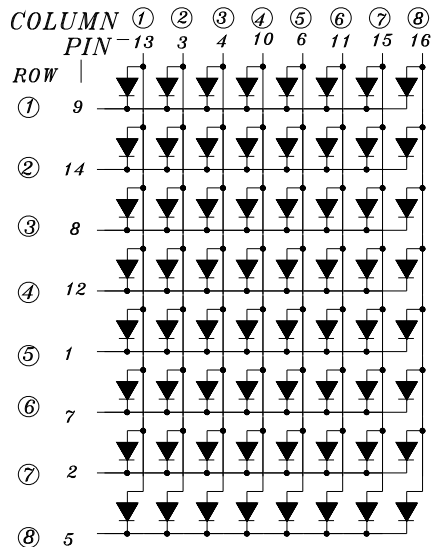 COLUMN ① ② ③ ④ ⑤ ⑥ ⑦ ⑧
PIN 13 3 4 10 6 11 15 16
ROW
① 9
② 14
③ 8
④ 12
⑤ 1
⑥ 7
⑦ 2
⑧ 5